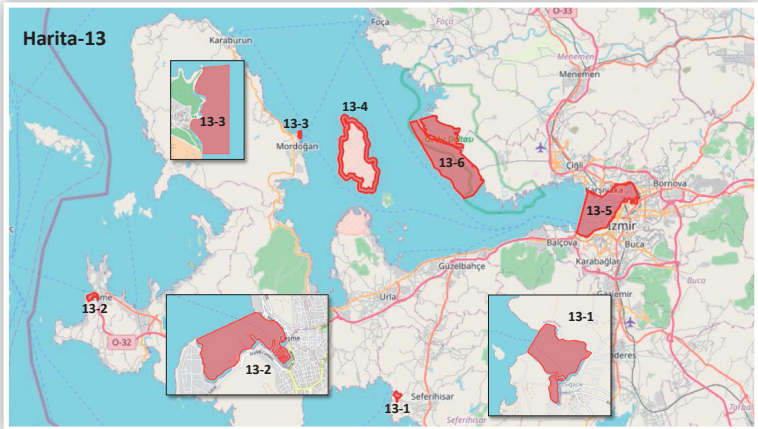 Harita-13
Karaburun
Foça
Foça
O-33
Menemen
Menemen
13-3
13-3
Mordoğan
13-4
13-6
Çiğli
Karşıyaka
Bornova
13-5
İzmir
Balçova
Buca
Karabağlar
Buca
Güzelbahçe
Urla
Gaziemir
13-2
O-32
Çeşme
13-2
13-1
13-1
Seferihisar
Seferihisar